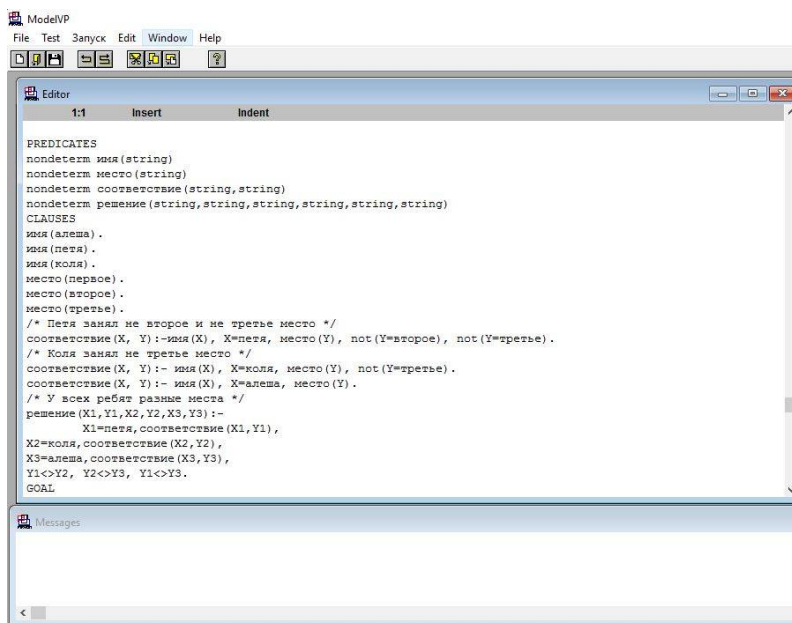 ModelVP
File Test Запуск Edit Window Help
?
Editor
1:1 Insert Indent
PREDICATES
nondeterm имя(string)
nondeterm место(string)
nondeterm соответствие(string,string)
nondeterm решение(string,string,string,string,string,string)
CLAUSES
имя(алеша).
имя(петя).
имя(коля).
место(первое).
место(второе).
место(третье).
/* Петя занял не второе и не третье место */
соответствие(X, Y):-имя(X), X=петя, место(Y), not(Y=второе), not(Y=третье).
/* Коля занял не третье место */
соответствие(X, Y):- имя(X), X=коля, место(Y), not(Y=третье).
соответствие(X, Y):- имя(X), X=алеша, место(Y).
/* У всех ребят разные места */
решение(X1,Y1,X2,Y2,X3,Y3):-
X1=петя,соответствие(X1,Y1),
X2=коля,соответствие(X2,Y2),
X3=алеша,соответствие(X3,Y3),
Y1<>Y2, Y2<>Y3, Y1<>Y3.
GOAL
Messages